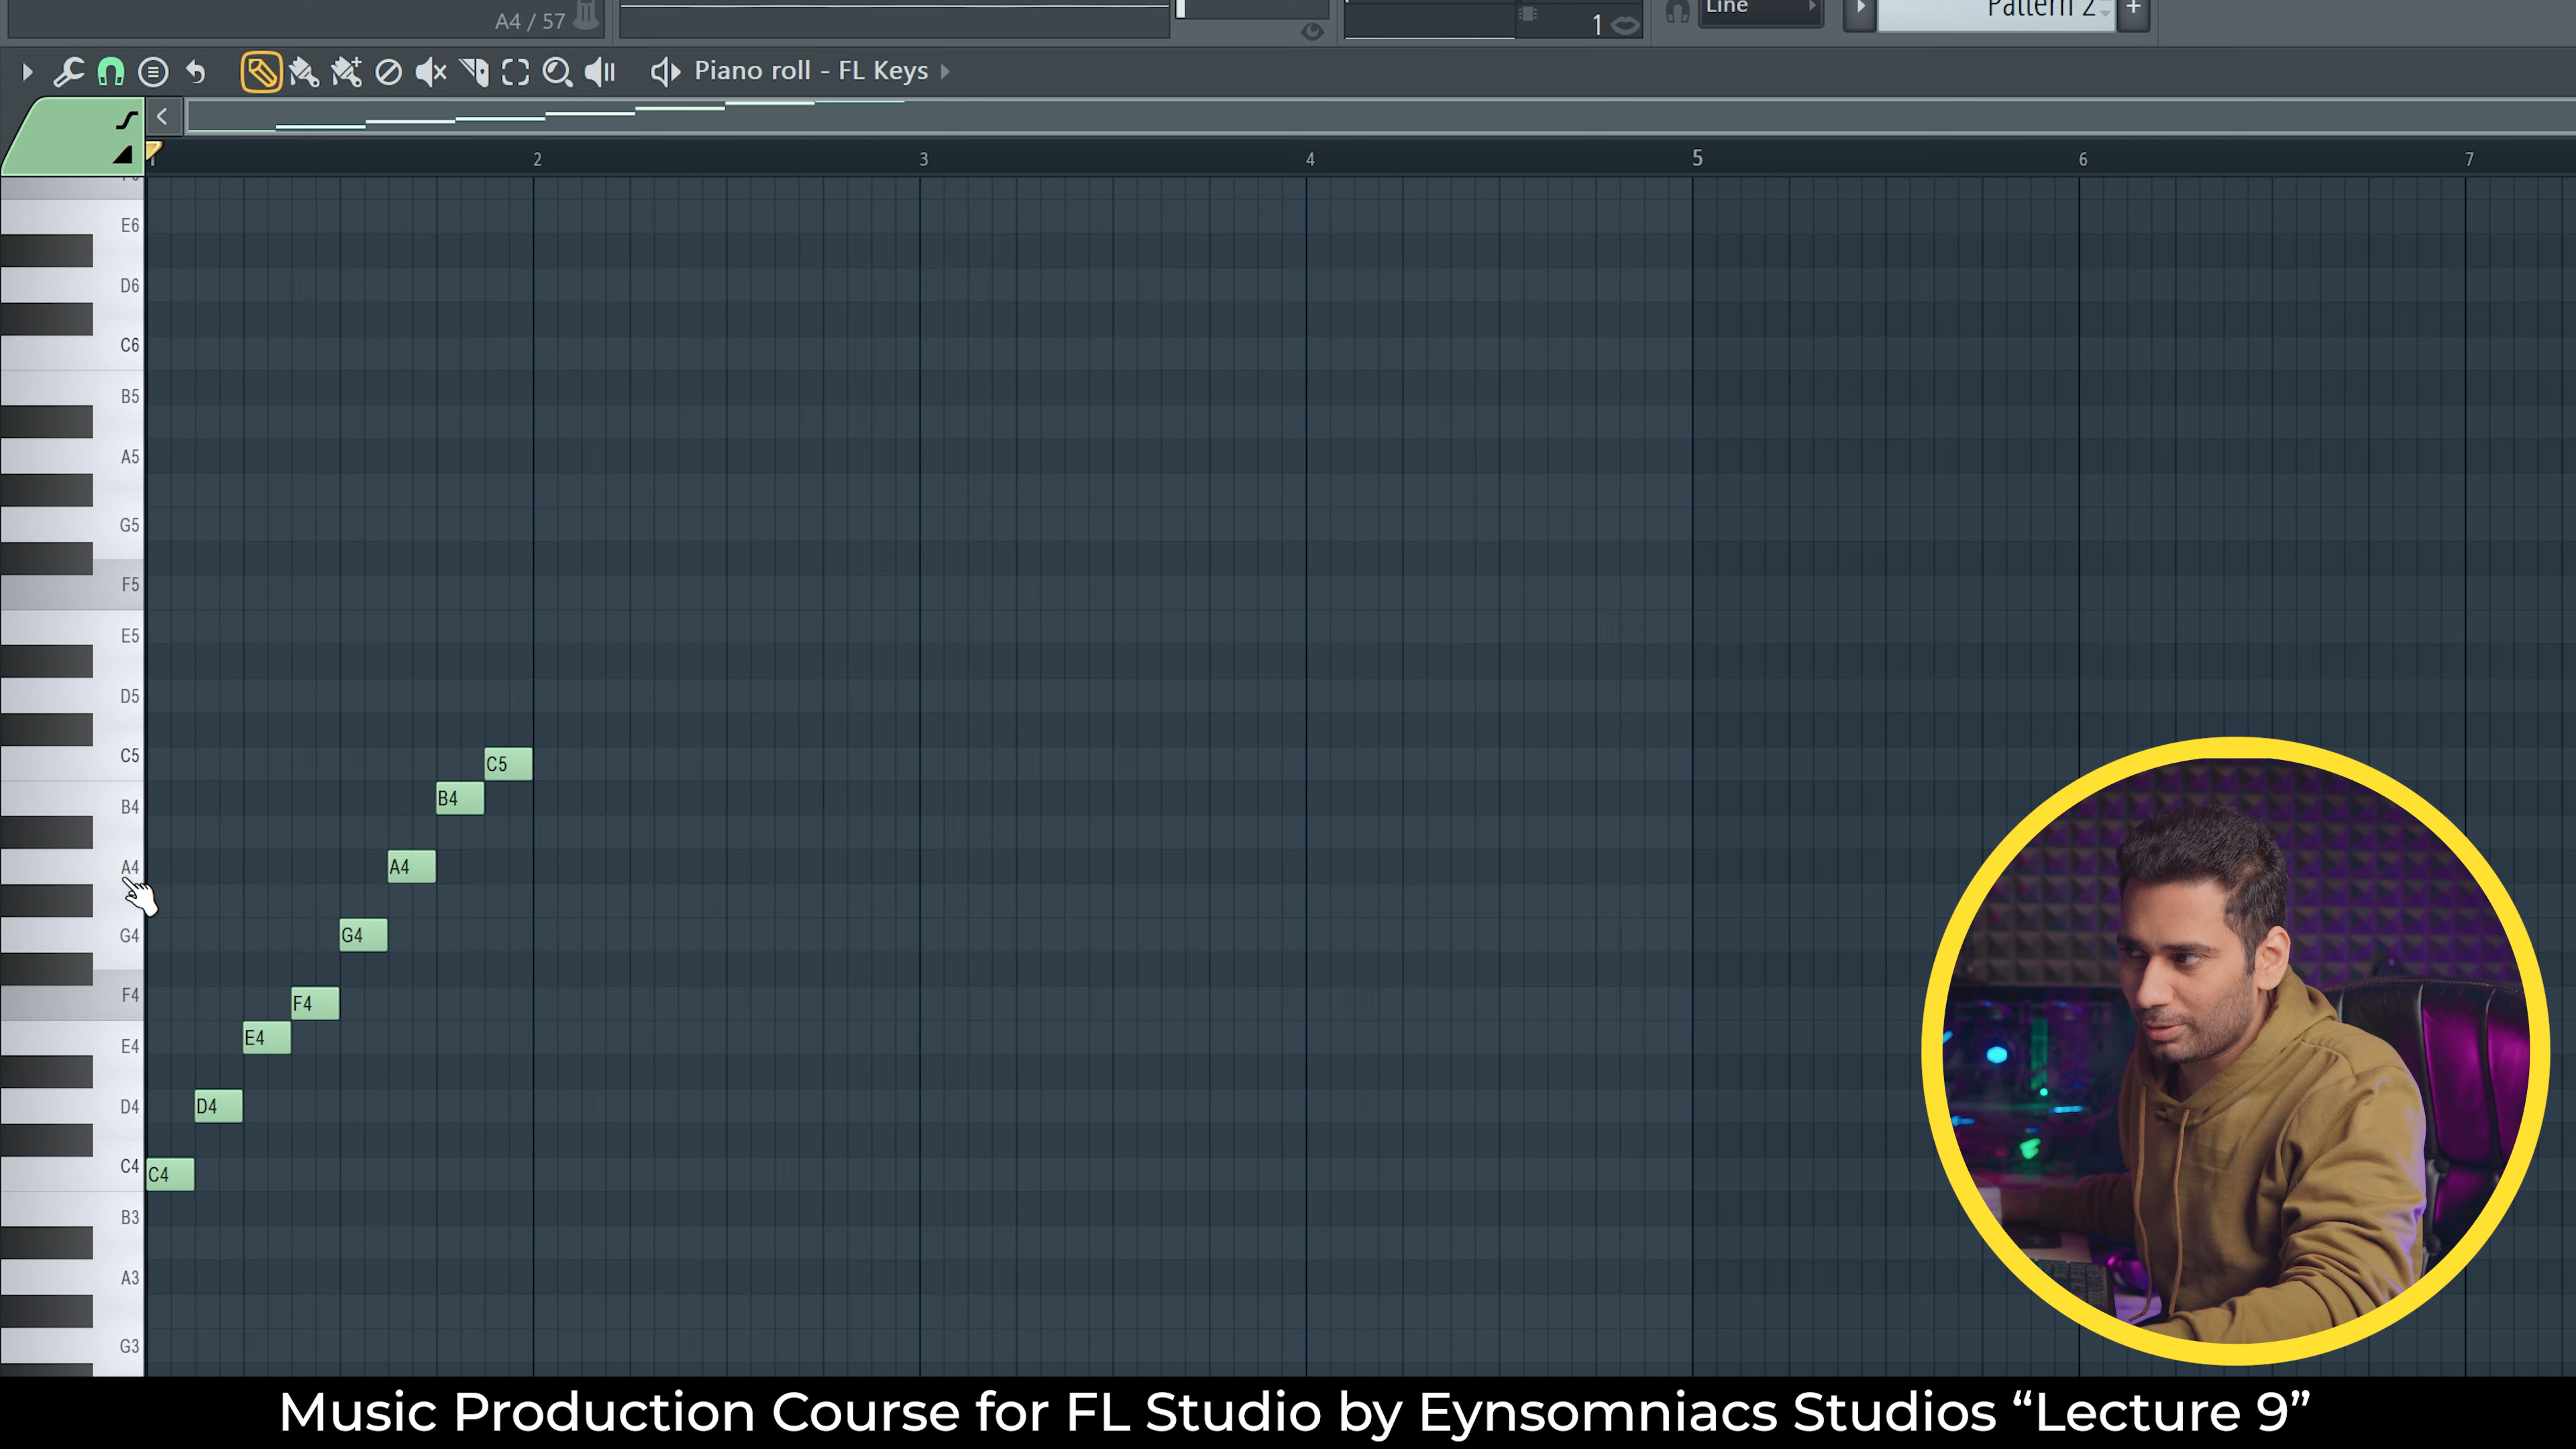 A4 / 57
1
Line
Pattern 2
+
Piano roll - FL Keys
2 3 4 5 6 7
E6
D6
C6
B5
A5
G5
F5
E5
D5
C5
C5
B4
B4
A4
A4
G4
G4
F4
F4
E4
E4
D4
D4
C4
C4
B3
A3
G3
Music Production Course for FL Studio by Eynsomniacs Studios “Lecture 9”